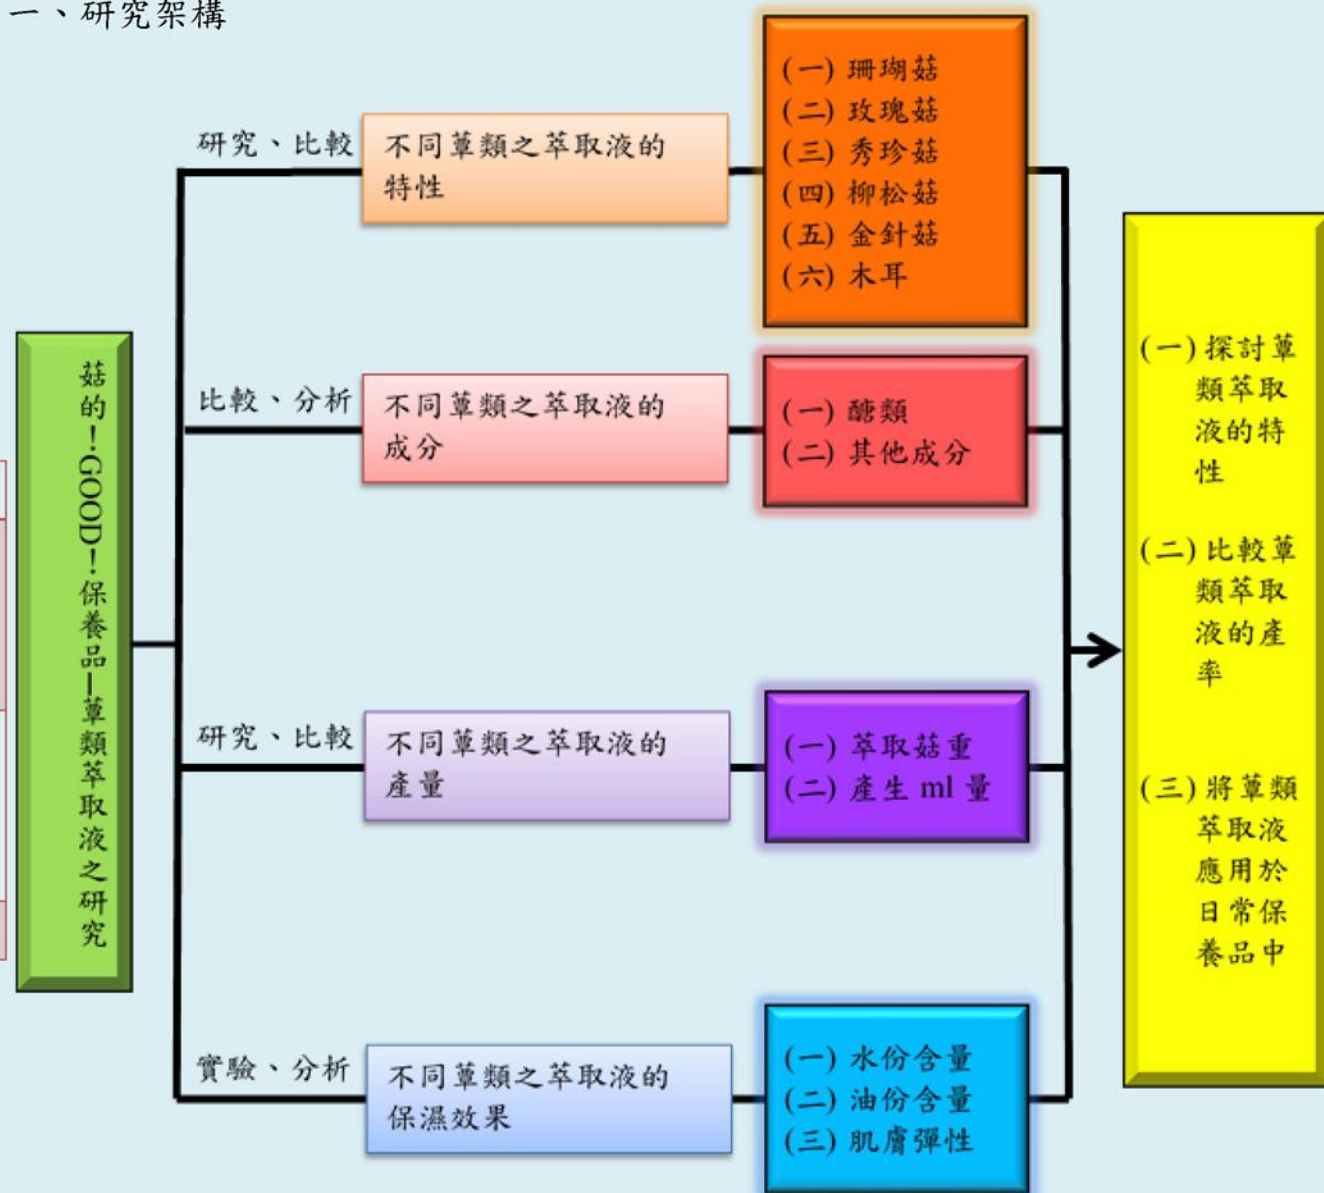 一、研究架構
菇的！GOOD！保養品—蕈類萃取液之研究
研究、比較
不同蕈類之萃取液的
特性
(一) 珊瑚菇
(二) 玫瑰菇
(三) 秀珍菇
(四) 柳松菇
(五) 金針菇
(六) 木耳
比較、分析
不同蕈類之萃取液的
成分
(一) 醣類
(二) 其他成分
研究、比較
不同蕈類之萃取液的
產量
(一) 萃取菇重
(二) 產生 ml 量
實驗、分析
不同蕈類之萃取液的
保濕效果
(一) 水份含量
(二) 油份含量
(三) 肌膚彈性
(一) 探討蕈
類萃取
液的特
性
(二) 比較蕈
類萃取
液的產
率
(三) 將蕈類
萃取液
應用於
日常保
養品中